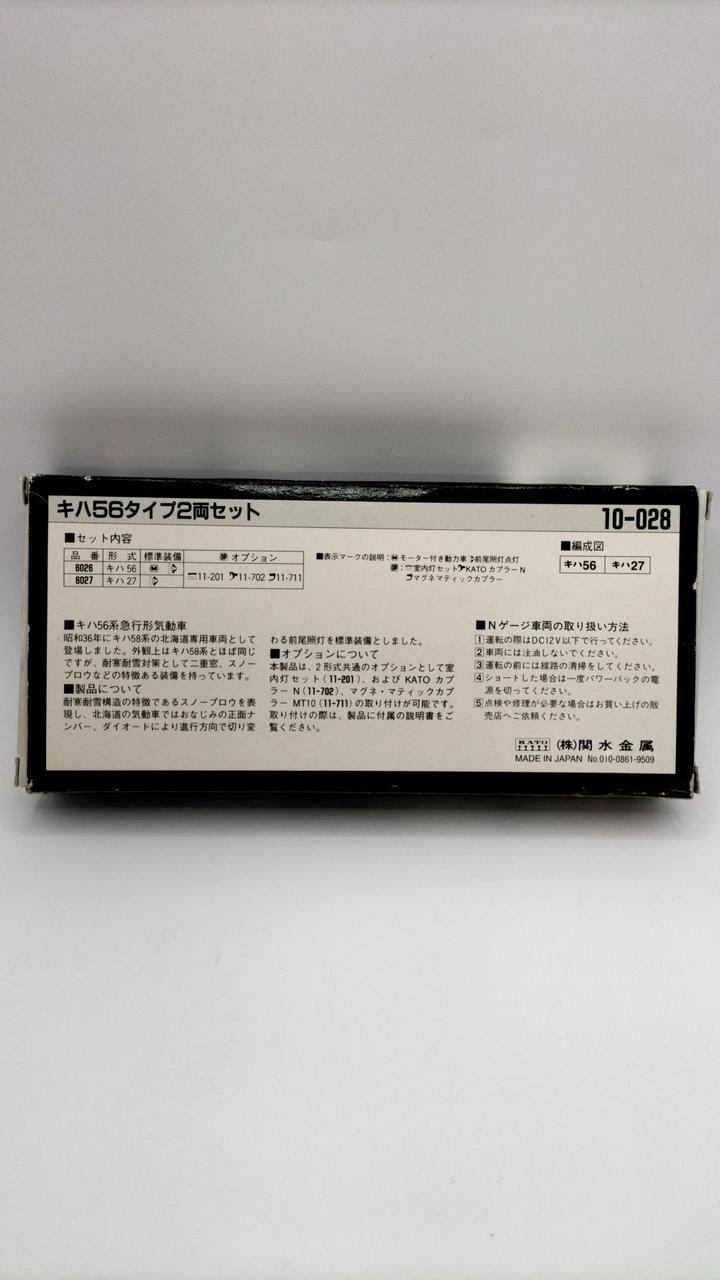 キハ56タイプ2両セット
10-028
■セット内容
品 番 形 式 標準装備 オプション
6026 キハ56
6027 キハ27
11-201 11-702 11-711
■表示マークの説明：モーター付き動力車 前尾照灯点灯
：室内灯セット KATO カプラー N
マグネマティックカプラー
■編成図
キハ56 キハ27
■キハ56系急行形気動車
昭和36年にキハ58系の北海道専用車両として
登場しました。外観上はキハ58系とほぼ同じ
ですが、耐寒耐雪対策として二重窓、スノー
プロウなどの特徴ある装備を持っています。
■製品について
耐寒耐雪構造の特徴であるスノープロウを表
現し、北海道の気動車ではおなじみの正面ナ
ンバー、ダイオードにより進行方向で切り変
わる前尾照灯を標準装備としました。
■オプションについて
本製品は、2形式共通のオプションとして室
内灯セット(11-201)、および KATO カプ
ラー N(11-702)、マグネ・マティックカプ
ラー MT10(11-711)の取り付けが可能です。
取り付けの際は、製品に付属の説明書をご
覧ください。
■Nゲージ車両の取り扱い方法
1 運転の際はDC12V以下で行ってください。
2 車両には注油しないでください。
3 運転の前には線路の清掃をしてください。
4 ショートした場合は一度パワーパックの電
源を切ってください。
5 点検や修理が必要な場合はお買い上げの販
売店へご依頼ください。
KATO (株)関水金属
MADE IN JAPAN No.010-0861-9509